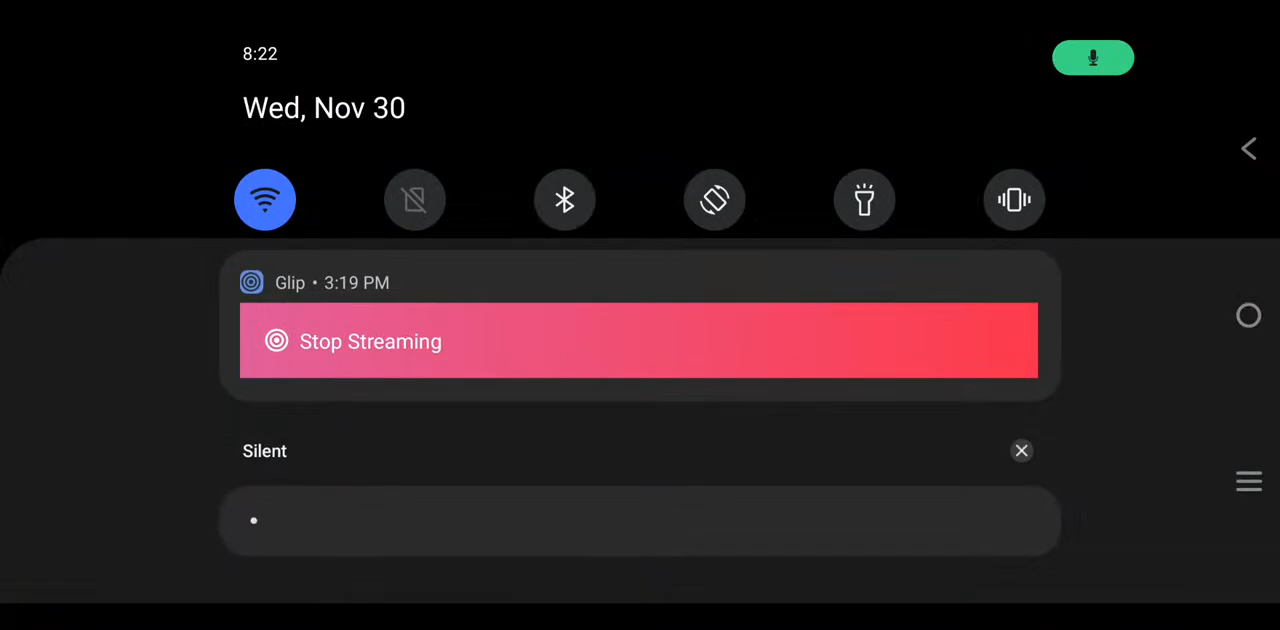 8:22
Wed, Nov 30
Glip • 3:19 PM
Stop Streaming
Silent